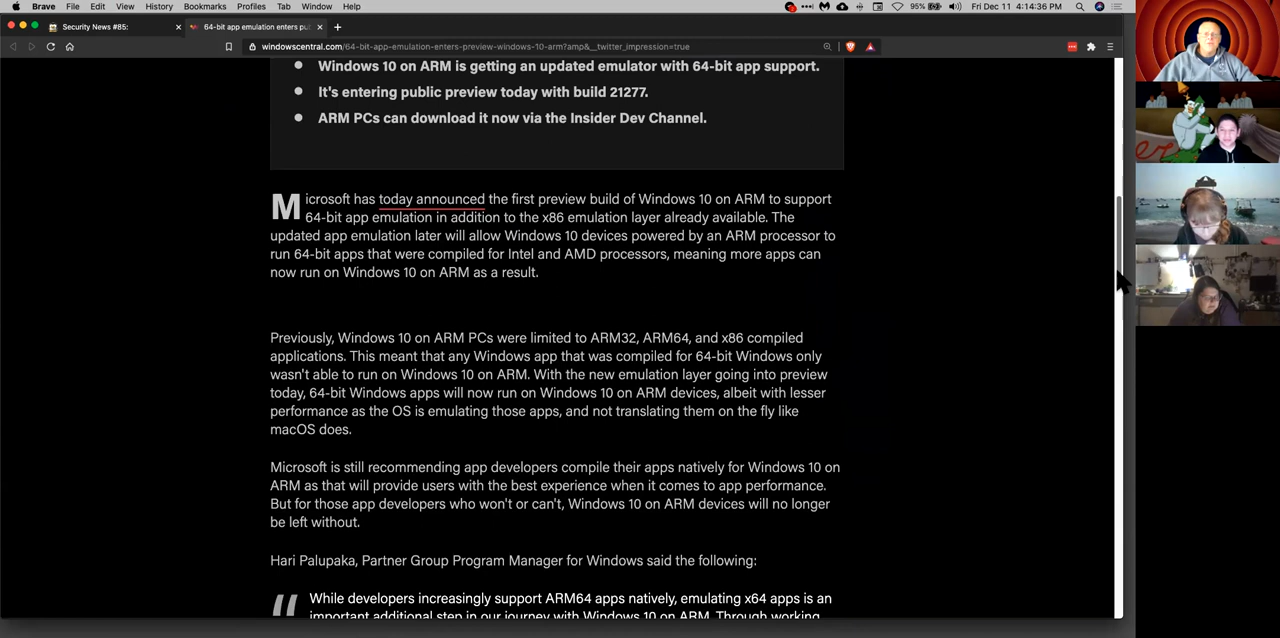 Brave File Edit View History Bookmarks Profiles Tab Window Help 95% Fri Dec 11 4:14:36 PM
Security News #85: 64-bit app emulation enters pu
windowscentral.com/64-bit-app-emulation-enters-preview-windows-10-arm?amp&__twitter_impression=true
Windows 10 on ARM is getting an updated emulator with 64-bit app support.
It's entering public preview today with build 21277.
ARM PCs can download it now via the Insider Dev Channel.
Microsoft has today announced the first preview build of Windows 10 on ARM to support
64-bit app emulation in addition to the x86 emulation layer already available. The
updated app emulation later will allow Windows 10 devices powered by an ARM processor to
run 64-bit apps that were compiled for Intel and AMD processors, meaning more apps can
now run on Windows 10 on ARM as a result.
Previously, Windows 10 on ARM PCs were limited to ARM32, ARM64, and x86 compiled
applications. This meant that any Windows app that was compiled for 64-bit Windows only
wasn't able to run on Windows 10 on ARM. With the new emulation layer going into preview
today, 64-bit Windows apps will now run on Windows 10 on ARM devices, albeit with lesser
performance as the OS is emulating those apps, and not translating them on the fly like
macOS does.
Microsoft is still recommending app developers compile their apps natively for Windows 10 on
ARM as that will provide users with the best experience when it comes to app performance.
But for those app developers who won't or can't, Windows 10 on ARM devices will no longer
be left without.
Hari Palupaka, Partner Group Program Manager for Windows said the following:
“ While developers increasingly support ARM64 apps natively, emulating x64 apps is an
important additional step in our journey with Windows 10 on ARM. Through working